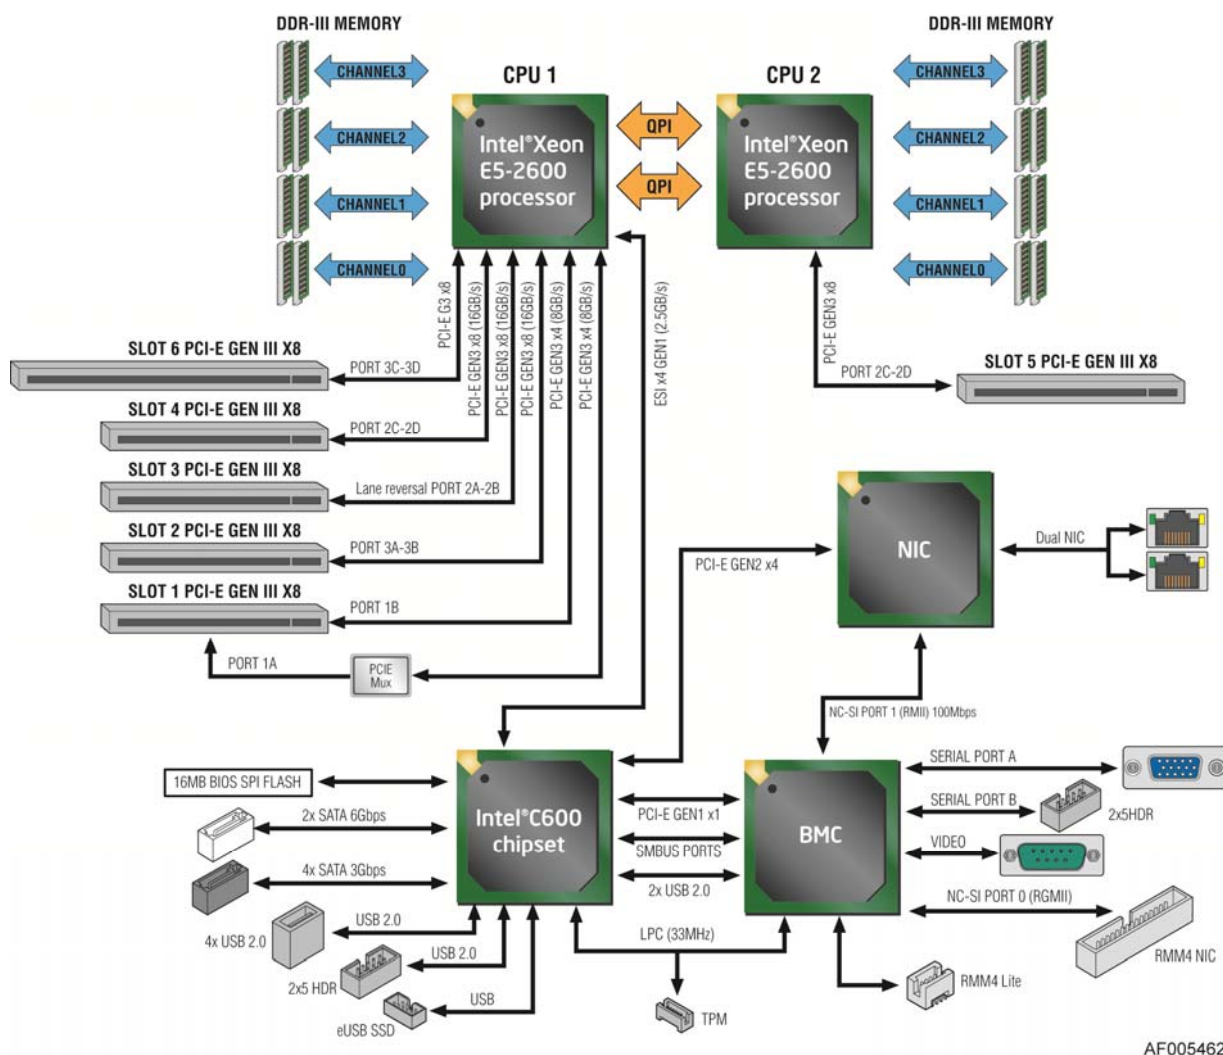 DDR-III MEMORY
DDR-III MEMORY
CHANNEL3
CPU 1
CPU 2
CHANNEL3
CHANNEL2
Intel®Xeon
E5-2600
processor
QPI
Intel®Xeon
E5-2600
processor
CHANNEL2
CHANNEL1
QPI
CHANNEL1
CHANNEL0
CHANNEL0
PCI-E G3 x8
PCI-E GEN3 x8 (16GB/s)
PCI-E GEN3 x8 (16GB/s)
PCI-E GEN3 x8 (16GB/s)
PCI-E GEN3 x4 (8GB/s)
PCI-E GEN3 x4 (8GB/s)
ESI x4 GEN1 (2.5GB/s)
PCI-E GEN3 x8
SLOT 6 PCI-E GEN III X8
PORT 3C-3D
PORT 2C-2D
SLOT 5 PCI-E GEN III X8
SLOT 4 PCI-E GEN III X8
PORT 2C-2D
SLOT 3 PCI-E GEN III X8
Lane reversal PORT 2A-2B
SLOT 2 PCI-E GEN III X8
PORT 3A-3B
SLOT 1 PCI-E GEN III X8
PORT 1B
PORT 1A
PCIE
Mux
PCI-E GEN2 x4
NIC
Dual NIC
NC-SI PORT 1 (RMII) 100Mbps
16MB BIOS SPI FLASH
2x SATA 6Gbps
4x SATA 3Gbps
Intel®C600
chipset
PCI-E GEN1 x1
SMBUS PORTS
2x USB 2.0
BMC
SERIAL PORT A
SERIAL PORT B
2x5HDR
VIDEO
NC-SI PORT 0 (RGMII)
RMM4 NIC
USB 2.0
4x USB 2.0
USB 2.0
2x5 HDR
USB
eUSB SSD
LPC (33MHz)
TPM
RMM4 Lite
AF005462